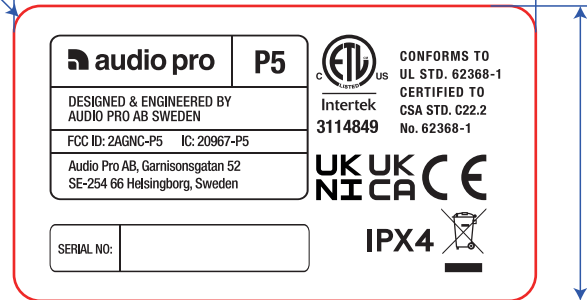 audio pro P5
DESIGNED & ENGINEERED BY
AUDIO PRO AB SWEDEN
FCC ID: 2AGNC-P5 IC: 20967-P5
Audio Pro AB, Garnisonsgatan 52
SE-254 66 Helsingborg, Sweden
SERIAL NO:
C ETL US
LISTED
Intertek
3114849
CONFORMS TO
UL STD. 62368-1
CERTIFIED TO
CSA STD. C22.2
No. 62368-1
UK UK CE
NI CA
IPX4